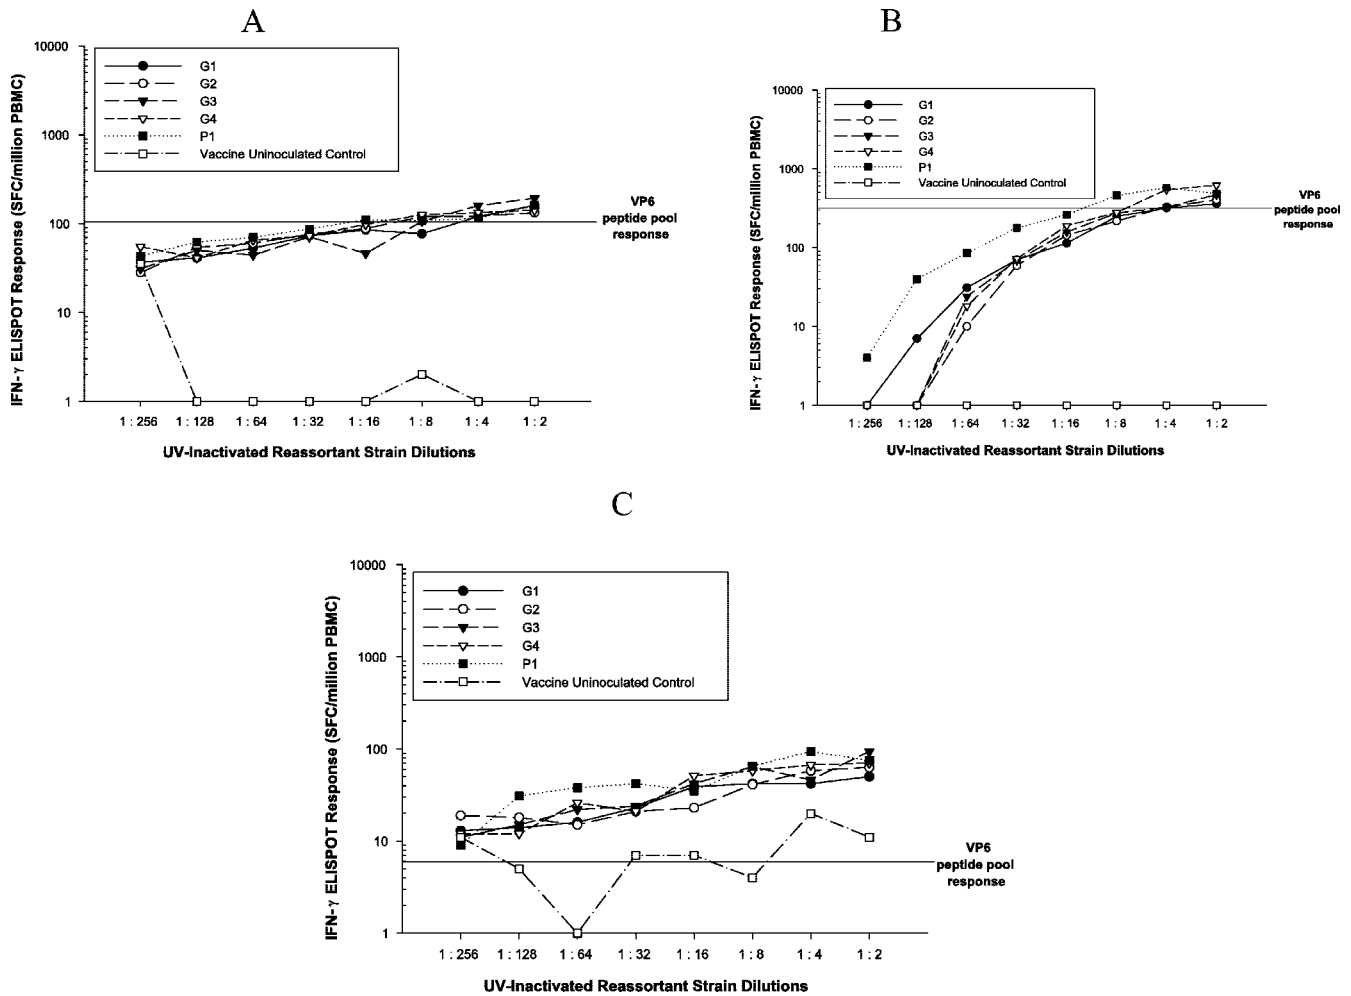 A
IFN-γ ELISPOT Response (SFC/million PBMC)
10000
1000
100
10
1
G1
G2
G3
G4
P1
Vaccine Uninoculated Control
VP6
peptide pool
response
1 : 256
1 : 128
1 : 64
1 : 32
1 : 16
1 : 8
1 : 4
1 : 2
UV-Inactivated Reassortant Strain Dilutions
B
IFN-γ ELISPOT Response (SFC/million PBMC)
10000
1000
100
10
1
G1
G2
G3
G4
P1
Vaccine Uninoculated Control
VP6
peptide pool
response
1 : 256
1 : 128
1 : 64
1 : 32
1 : 16
1 : 8
1 : 4
1 : 2
UV-Inactivated Reassortant Strain Dilutions
C
IFN-γ ELISPOT Response (SFC/million PBMC)
10000
1000
100
10
1
G1
G2
G3
G4
P1
Vaccine Uninoculated Control
VP6
peptide pool
response
1 : 256
1 : 128
1 : 64
1 : 32
1 : 16
1 : 8
1 : 4
1 : 2
UV-Inactivated Reassortant Strain Dilutions